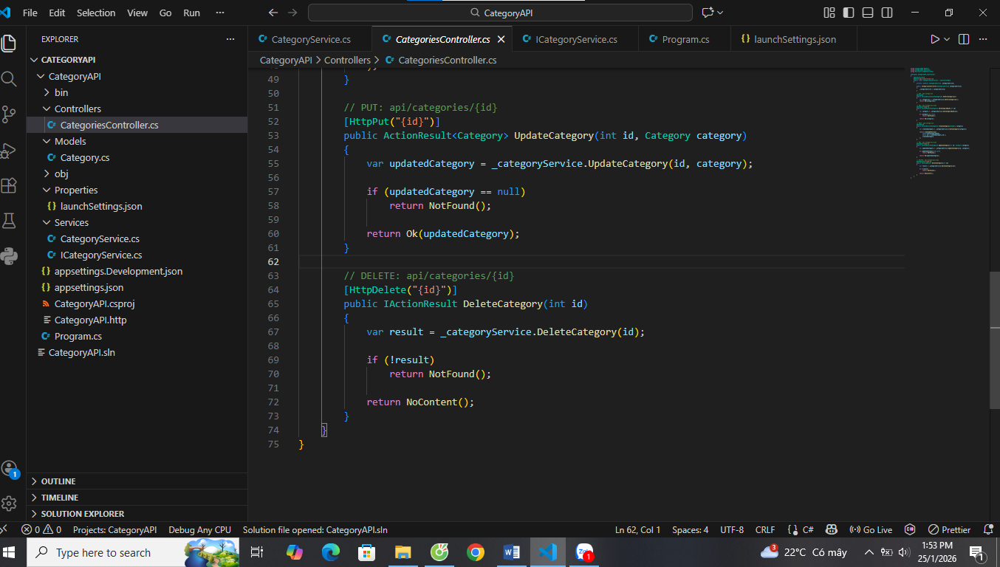 File Edit Selection View Go Run ···
CategoryAPI
EXPLORER ···
CATEGORYAPI
CategoryAPI
bin
Controllers
C# CategoriesController.cs
Models
C# Category.cs
obj
Properties
{} launchSettings.json
Services
C# CategoryService.cs
C# ICategoryService.cs
{} appsettings.Development.json
{} appsettings.json
CategoryAPI.csproj
CategoryAPI.http
C# Program.cs
CategoryAPI.sln
OUTLINE
TIMELINE
SOLUTION EXPLORER
1
C# CategoryService.cs C# CategoriesController.cs C# ICategoryService.cs C# Program.cs {} launchSettings.json ···
CategoryAPI > Controllers > C# CategoriesController.cs
49 }
50
51 // PUT: api/categories/{id}
52 [HttpPut("{id}")]
53 public ActionResult<Category> UpdateCategory(int id, Category category)
54 {
55 var updatedCategory = _categoryService.UpdateCategory(id, category);
56
57 if (updatedCategory == null)
58 return NotFound();
59
60 return Ok(updatedCategory);
61 }
62
63 // DELETE: api/categories/{id}
64 [HttpDelete("{id}")]
65 public IActionResult DeleteCategory(int id)
66 {
67 var result = _categoryService.DeleteCategory(id);
68
69 if (!result)
70 return NotFound();
71
72 return NoContent();
73 }
74 }
75 }
0 0 Projects: CategoryAPI Debug Any CPU Solution file opened: CategoryAPI.sln Ln 62, Col 1 Spaces: 4 UTF-8 CRLF {} C# Go Live Prettier
Type here to search
1
3 22°C Có mây
1:53 PM
25/1/2026
1